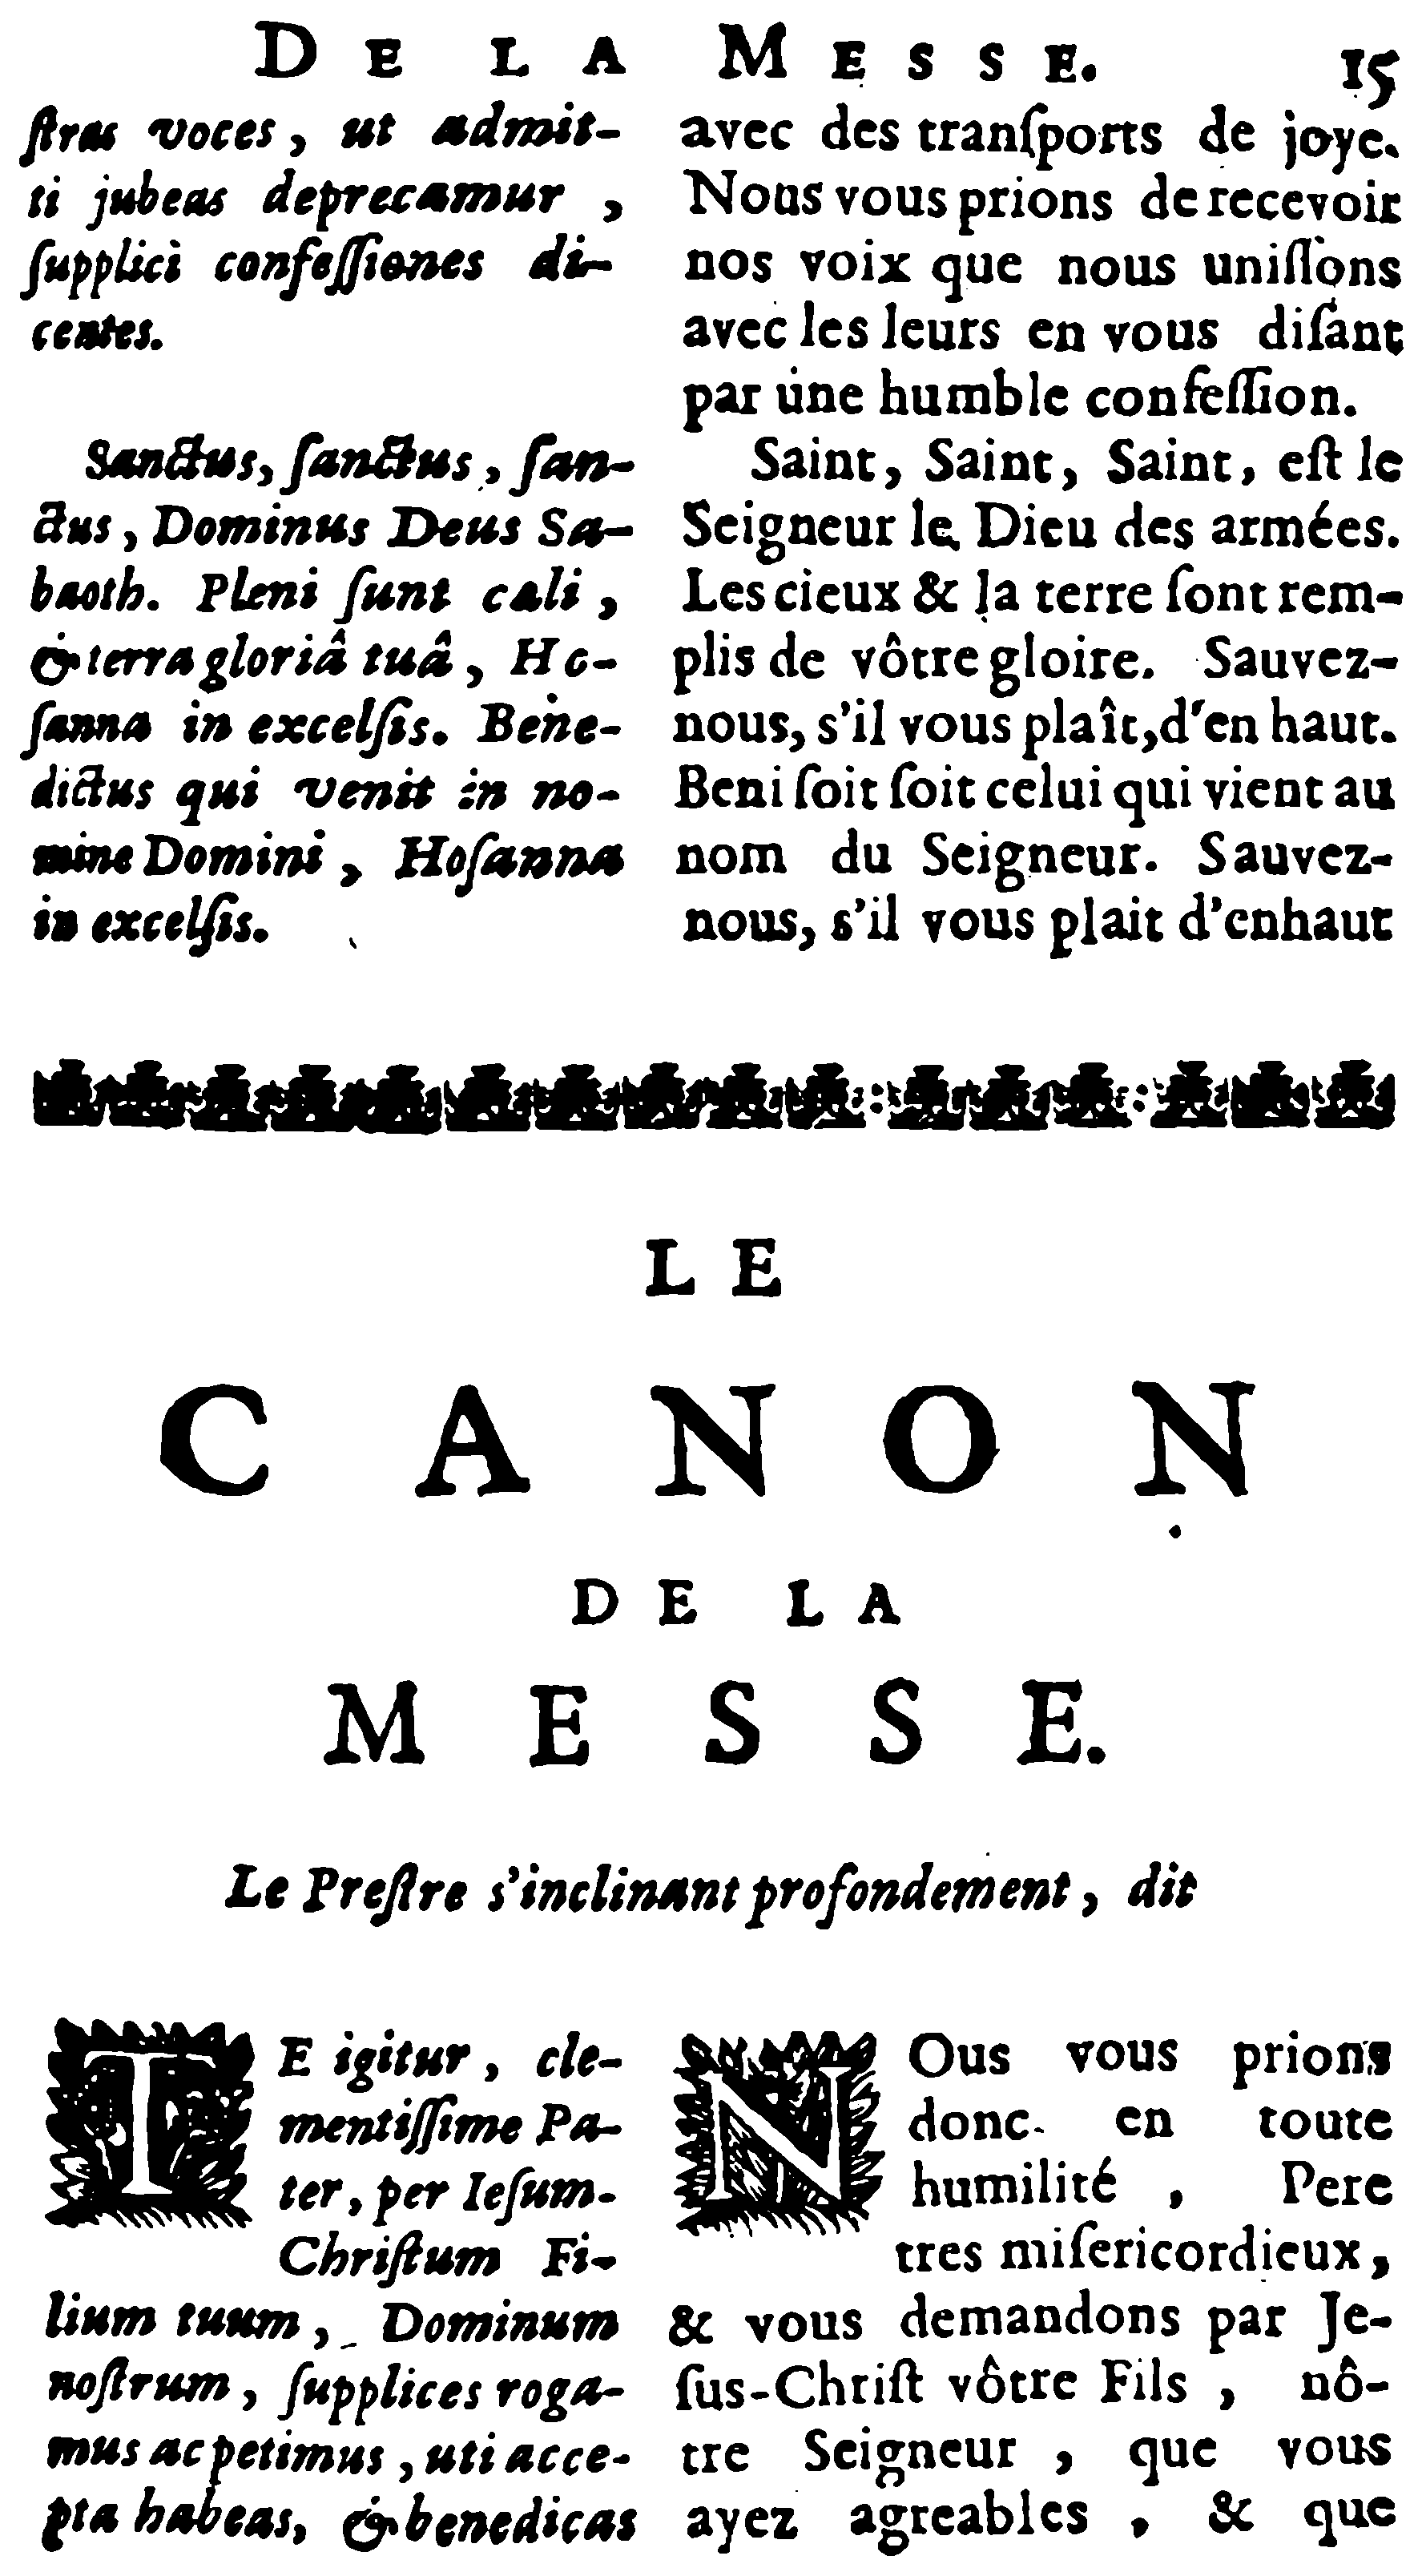 DE LA MESSE. 15
ſtras voces, ut admit-
ti jubeas deprecamur,
ſupplici confeſſiones di-
centes.
Sanctus, ſanctus, ſan-
ctus, Dominus Deus Sa-
baoth. Pleni ſunt cæli,
& terra gloriâ tuâ, Ho-
ſanna in excelſis. Bene-
dictus qui venit in no-
mine Domini, Hoſanna
in excelſis.
avec des tranſports de joye.
Nous vous prions de recevoir
nos voix que nous uniſſons
avec les leurs en vous diſant
par une humble confeſſion.
Saint, Saint, Saint, eſt le
Seigneur le Dieu des armées.
Les cieux & la terre ſont rem-
plis de vôtre gloire. Sauvez-
nous, s'il vous plaît, d'en haut.
Beni ſoit ſoit celui qui vient au
nom du Seigneur. Sauvez-
nous, s'il vous plait d'enhaut
LE
CANON
DE LA
MESSE.
Le Preſtre s'inclinant profondement, dit
TE igitur, cle-
mentiſſime Pa-
ter, per Ieſum-
Chriſtum Fi-
lium tuum, Dominum
noſtrum, ſupplices roga-
mus ac petimus, uti acce-
pta habeas, & benedicas
NOus vous prions
donc en toute
humilité, Pere
tres miſericordieux,
& vous demandons par Je-
ſus-Chriſt vôtre Fils, nô-
tre Seigneur, que vous
ayez agreables, & que